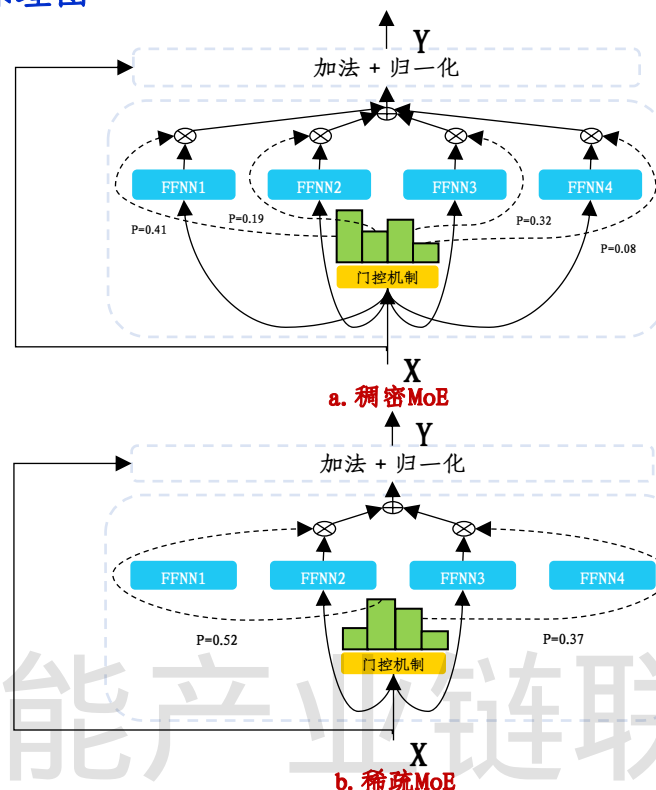 Y
加法 + 归一化
FFNN1 FFNN2 FFNN3 FFNN4
P=0.41 P=0.19 P=0.32
P=0.08
门控机制
X
a. 稠密MoE
Y
加法 + 归一化
FFNN1 FFNN2 FFNN3 FFNN4
P=0.52 P=0.37
门控机制
X
b. 稀疏MoE
能产业链联